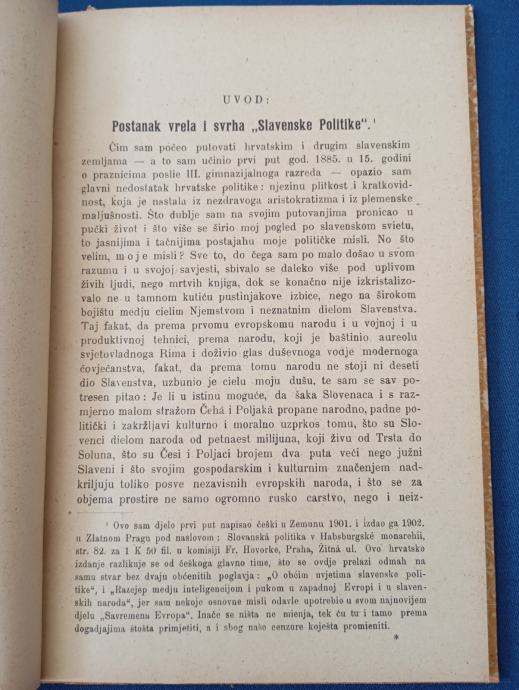 UVOD:
Postanak vrela i svrha „Slavenske Politike“.¹
Čim sam počeo putovati hrvatskim i drugim slavenskim
zemljama — a to sam učinio prvi put god. 1885. u 15. godini
o praznicima poslie III. gimnazijalnoga razreda — opazio sam
glavni nedostatak hrvatske politike: njezinu plitkost i kratkovid-
nost, koja je nastala iz nezdravoga aristokratizma i iz plemenske
maljušnosti. Što dublje sam na svojim putovanjima pronicao u
pučki život i što više se širio moj pogled po slavenskom svietu,
to jasnijima i tačnijima postajahu moje političke misli. No što
velim, moje misli? Sve to, do čega sam po malo došao u svom
razumu i u svojoj savjesti, sbivalo se daleko više pod uplivom
živih ljudi, nego mrtvih knjiga, dok se konačno nije izkristalizo-
valo ne u tamnom kutiću pustinjakove izbice, nego na širokom
bojištu medju cielim Njemstvom i neznatnim dielom Slavenstva.
Taj fakat, da prema prvomu evropskomu narodu i u vojnoj i u
produktivnoj tehnici, prema narodu, koji je baštinio aureolu
svjetovladnoga Rima i doživio glas duševnoga vodje modernoga
čovječanstva, fakat, da prema tomu narodu ne stoji ni deseti
dio Slavenstva, uzbunio je cielu moju dušu, te sam se sav po-
tresen pitao: Je li u istinu moguće, da šaka Slovenaca i s raz-
mjerno malom stražom Čehâ i Poljakâ propane narodno, padne po-
litički i zakržljavi kulturno i moralno uzprkos tomu, što su Slo-
venci dielom naroda od petnaest milijuna, koji živu od Trsta do
Soluna, što su Česi i Poljaci brojem dva puta veći nego južni
Slaveni i što svojim gospodarskim i kulturnim značenjem nad-
kriljuju toliko posve nezavisnih evropskih naroda, i što se za
objema prostire ne samo ogromno rusko carstvo, nego i neiz-
¹ Ovo sam djelo prvi put napisao češki u Zemunu 1901. i izdao ga 1902.
u Zlatnom Pragu pod naslovom: Slovanská politika v Habsburgské monarchii,
str. 82. za 1 K 50 fil. u komisiji Fr. Hovorke, Praha, Žitná ul. Ovo hrvatsko
izdanje razlikuje se od češkoga glavno time, što se ovdje prelazi odmah na
samu stvar bez dvaju obćenitih poglavja: „O obćim uvjetima slavenske poli-
tike“, i „Razejep medju inteligencijom i pukom u zapadnoj Evropi i u slaven-
skih naroda“, jer sam nekoje osnovne misli odavle upotrebio u svom najnovijem
djelu „Savremena Evropa“. Inače se ništa ne mienja, tek ću tu i tamo prema
dogadjajima štošta primjetiti, a i sbog naše cenzure koješta promieniti.
*